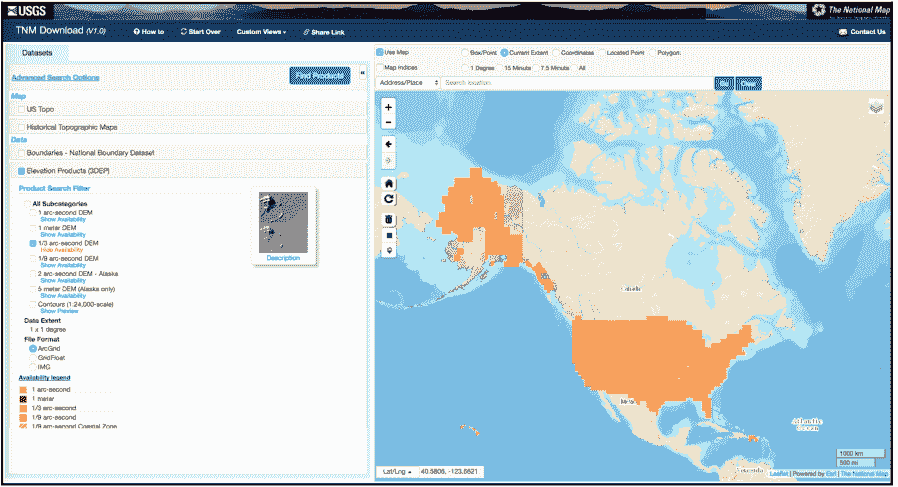 USGS
The National Map
TNM Download (V1.0)
How to
Start Over
Custom Views
Share Link
Contact Us
Datasets
Advanced Search Options
Find Products
Map
US Topo
Historical Topographic Maps
Data
Boundaries - National Boundary Dataset
Elevation Products (3DEP)
Product Search Filter
All Subcategories
1 arc-second DEM
Show Availability
1 meter DEM
Show Availability
1/3 arc-second DEM
Hide Availability
1/9 arc-second DEM
Show Availability
2 arc-second DEM - Alaska
Show Availability
5 meter DEM (Alaska only)
Show Availability
Contours (1:24,000-scale)
Show Preview
Description
Data Extent
1 x 1 degree
File Format
ArcGrid
GridFloat
IMG
Availability legend
1 arc-second
1 meter
1/3 arc-second
1/9 arc-second
1/9 arc-second Coastal Zone
Use Map
Box/Point
Current Extent
Coordinates
Located Point
Polygon
Map Indices
1 Degree
15 Minute
7.5 Minute
All
Address/Place
Search location
Canada
Atlantic
Ocean
1000 km
500 mi
Lat/Lng
40.5806, -123.6621
Leaflet | Powered by Esri | The National Map